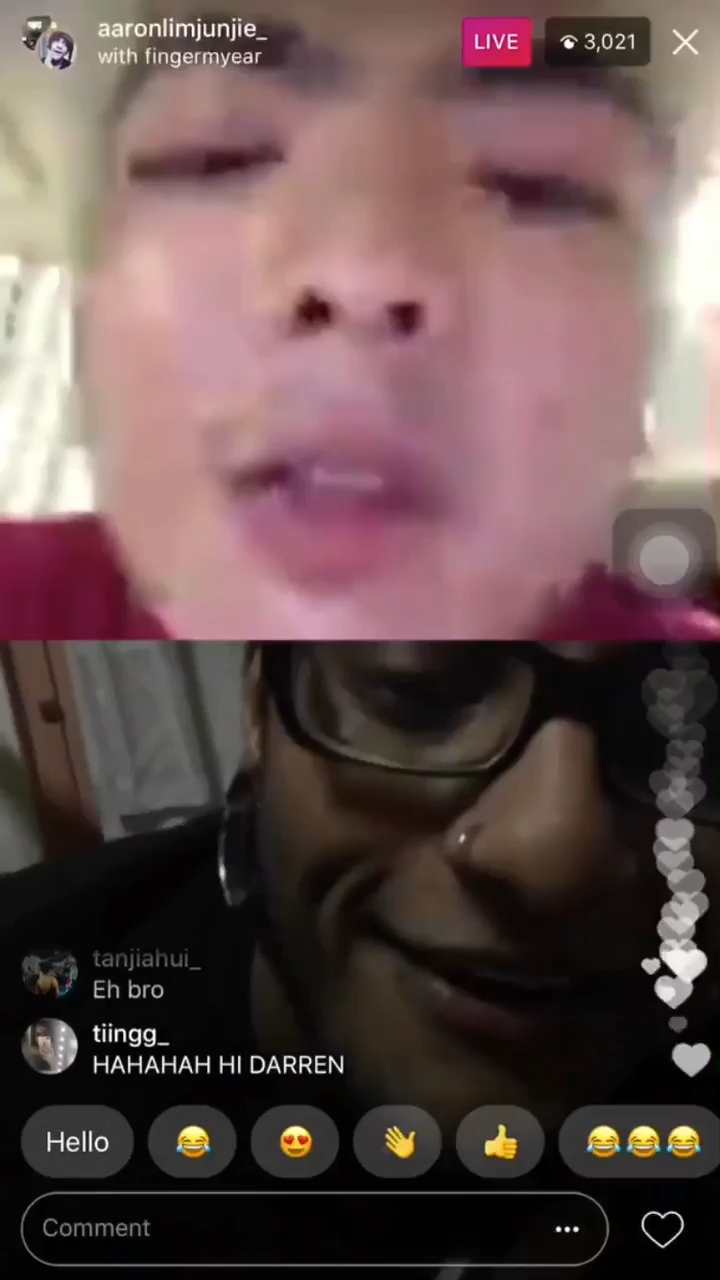 aaronlimjunjie_
with fingermyear
LIVE
3,021
tanjiahui_
Eh bro
tiingg_
HAHAHAH HI DARREN
Hello
Comment